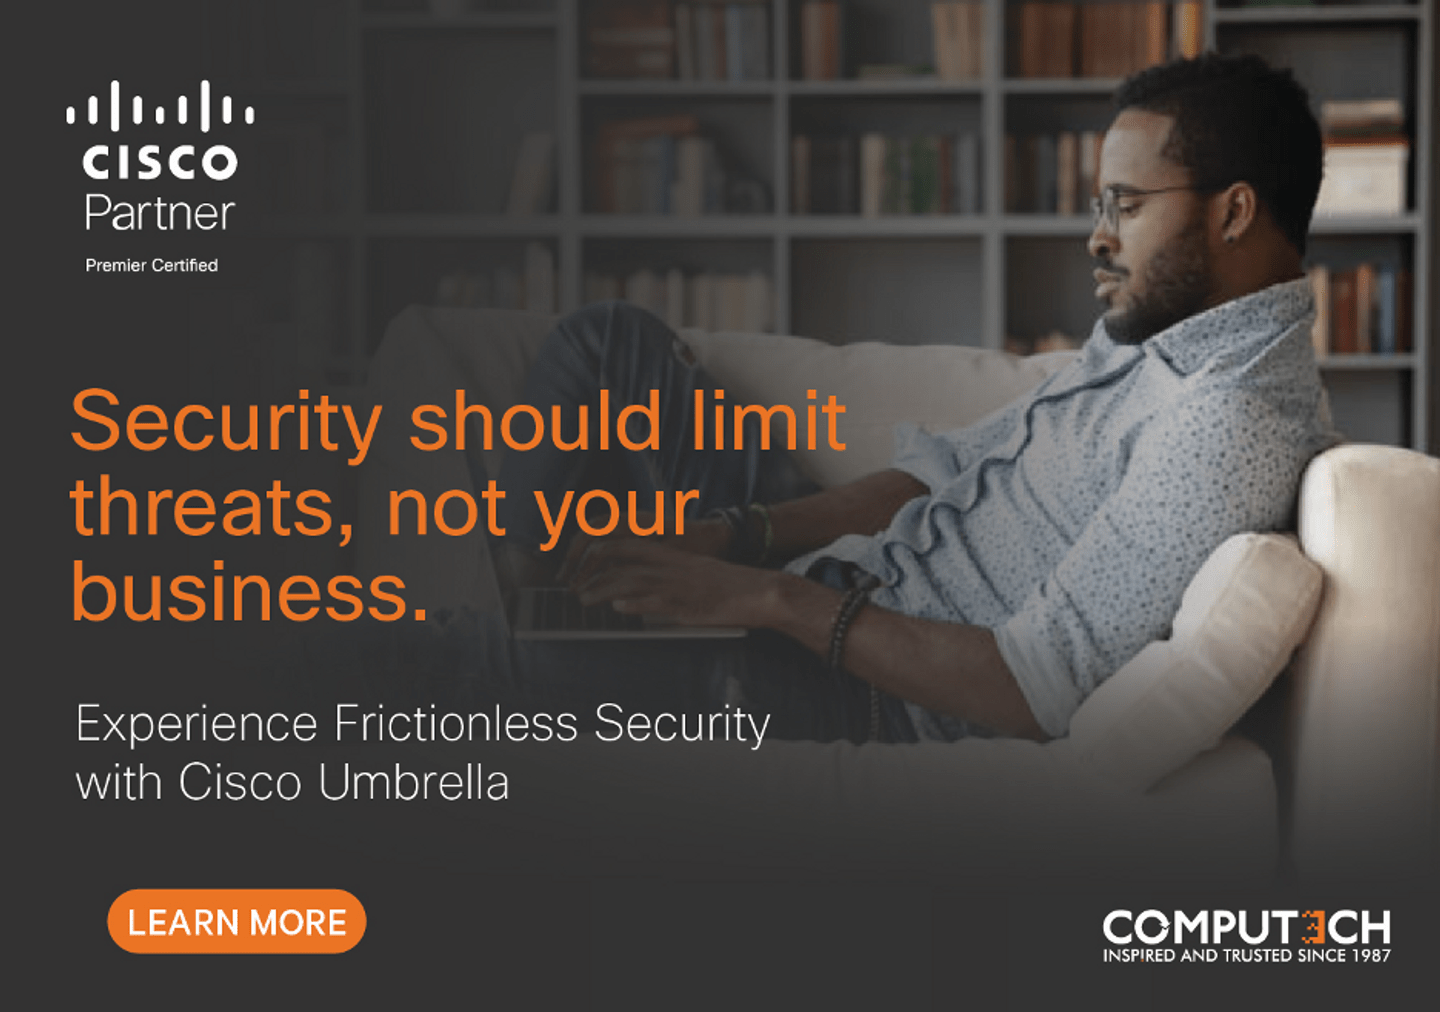 CISCO
Partner
Premier Certified
Security should limit
threats, not your
business.
Experience Frictionless Security
with Cisco Umbrella
LEARN MORE
COMPUTECH
INSPIRED AND TRUSTED SINCE 1987